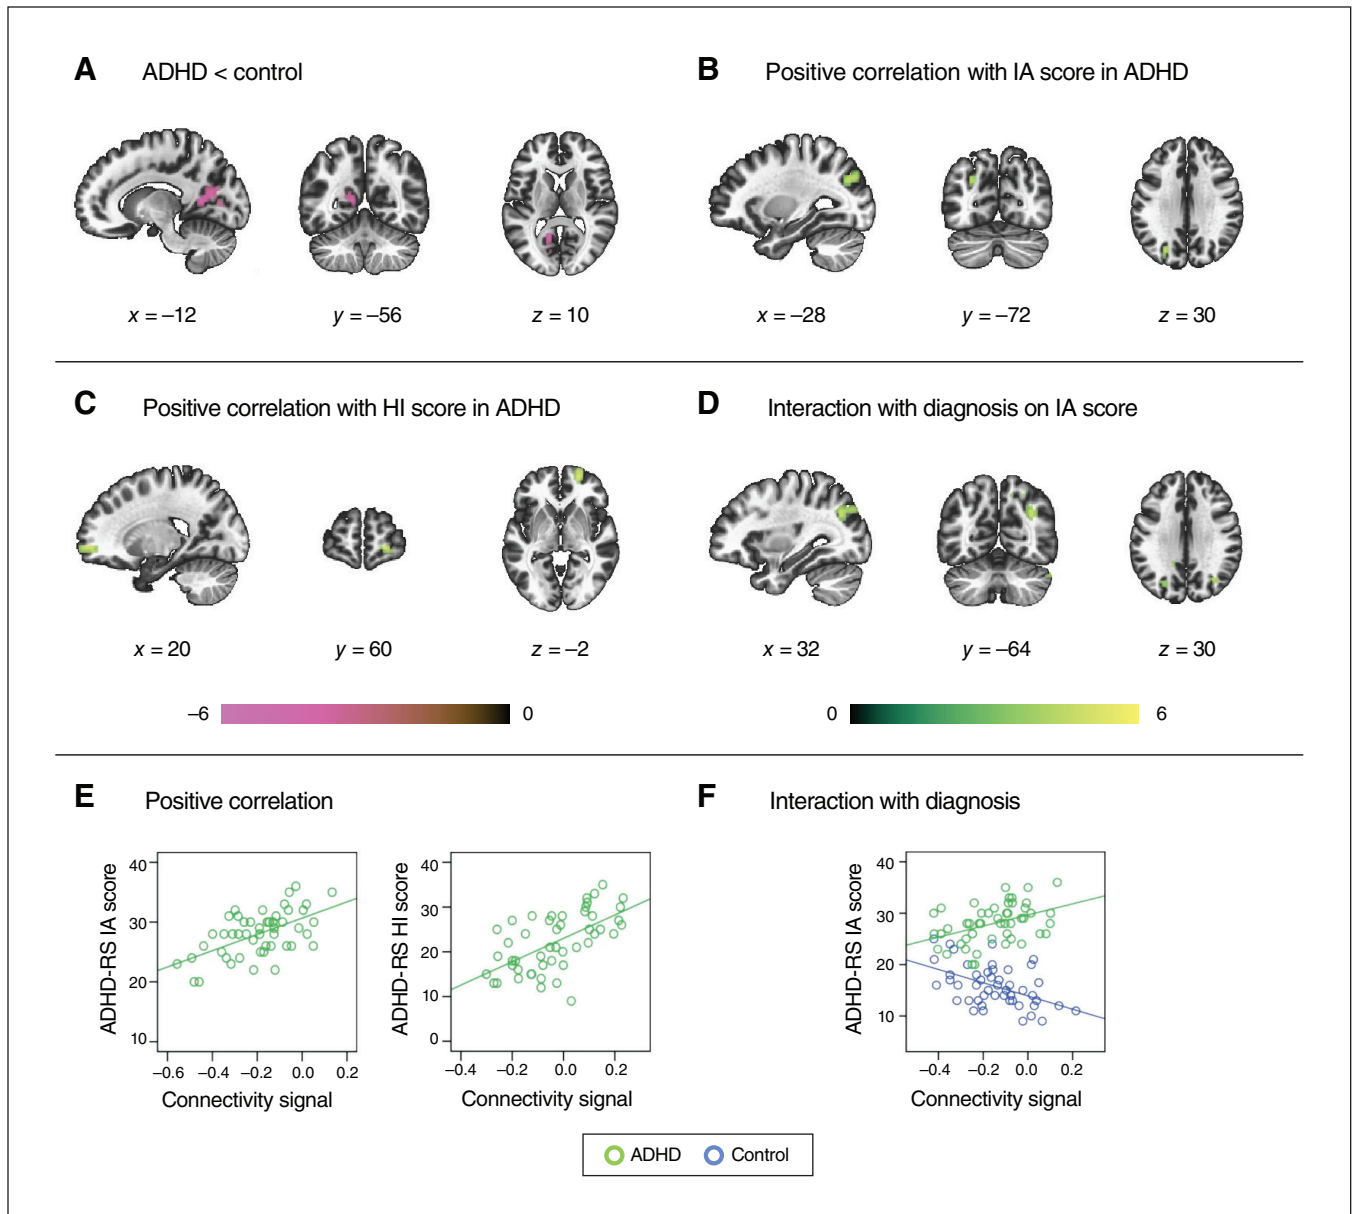 A ADHD < control
B Positive correlation with IA score in ADHD
x = –12
y = –56
z = 10
x = –28
y = –72
z = 30
C Positive correlation with HI score in ADHD
D Interaction with diagnosis on IA score
x = 20
y = 60
z = –2
x = 32
y = –64
z = 30
–6 0
0 6
E Positive correlation
F Interaction with diagnosis
ADHD-RS IA score
40
30
20
10
–0.6 –0.4 –0.2 0.0 0.2
Connectivity signal
ADHD-RS HI score
40
30
20
10
0
–0.4 –0.2 0.0 0.2
Connectivity signal
ADHD-RS IA score
40
30
20
10
–0.4 –0.2 0.0 0.2
Connectivity signal
ADHD Control